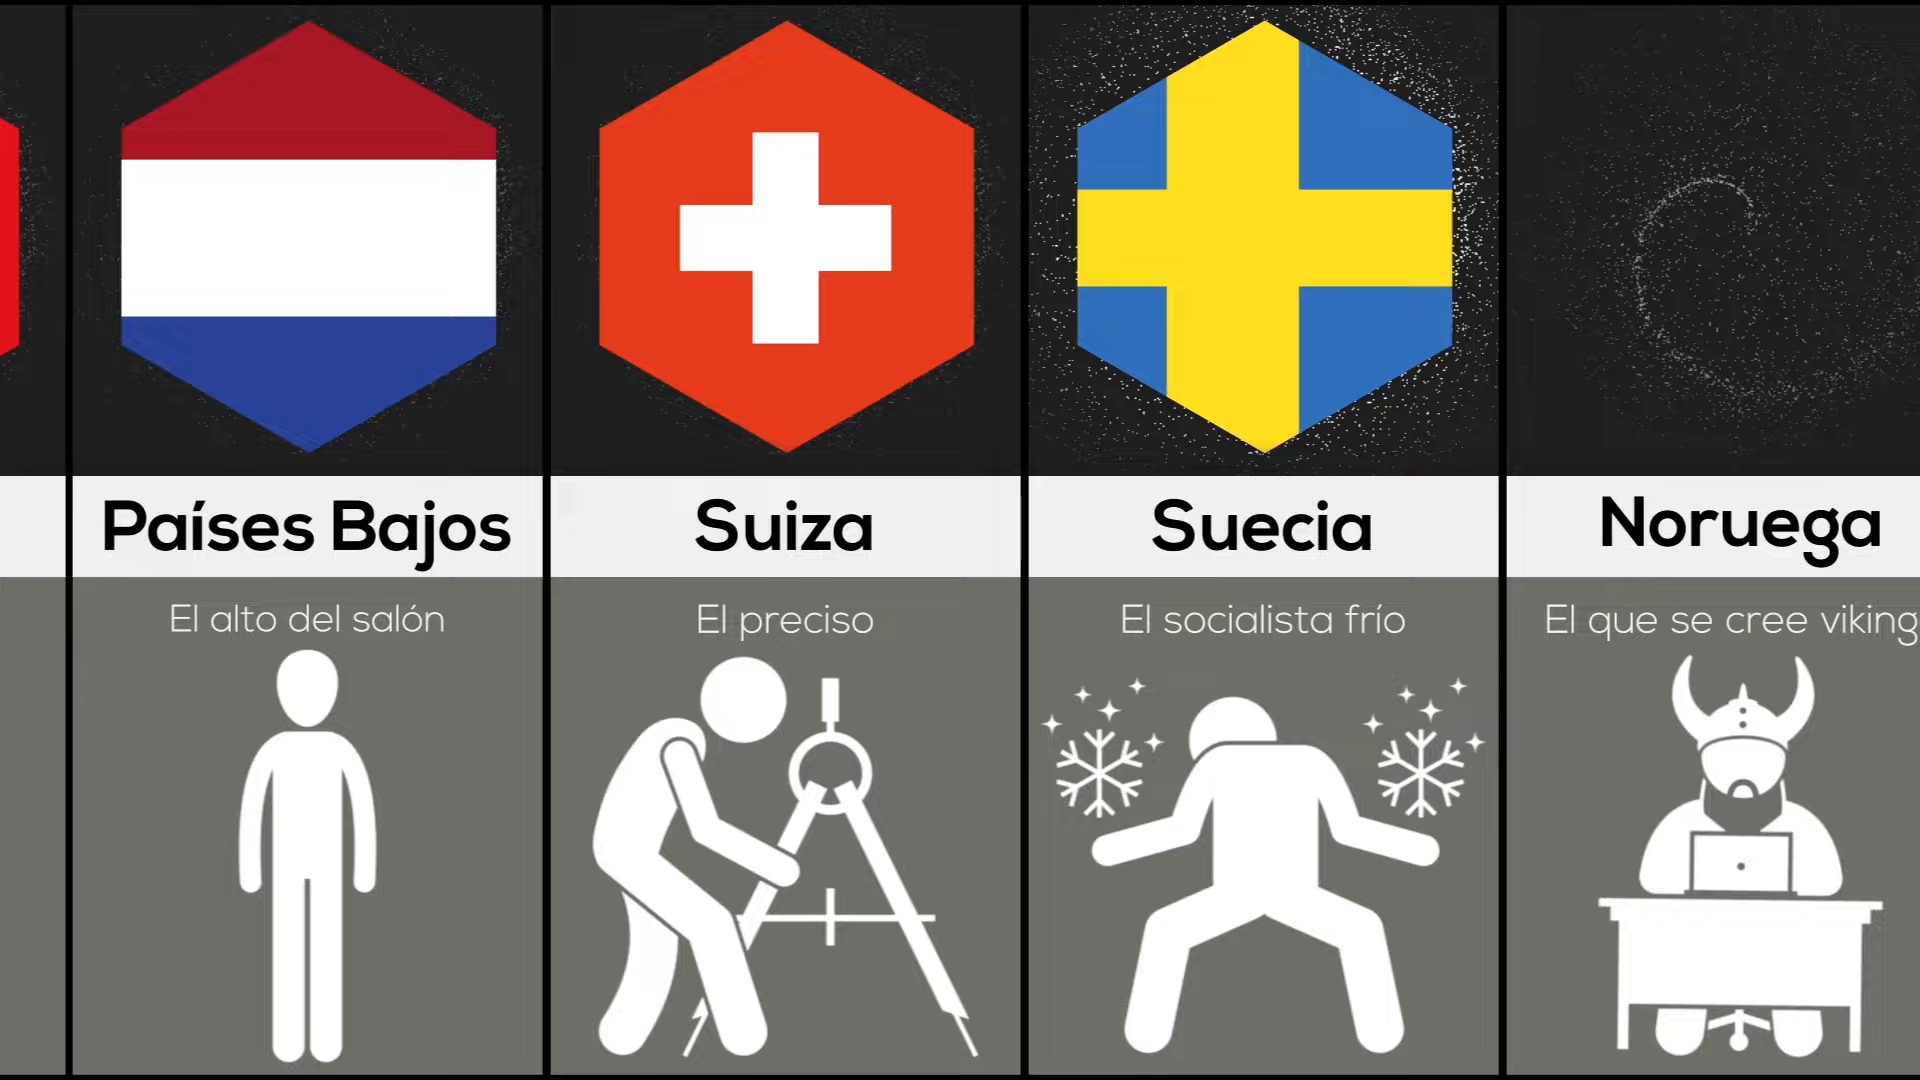 Países Bajos
El alto del salón
Suiza
El preciso
Suecia
El socialista frío
Noruega
El que se cree viking